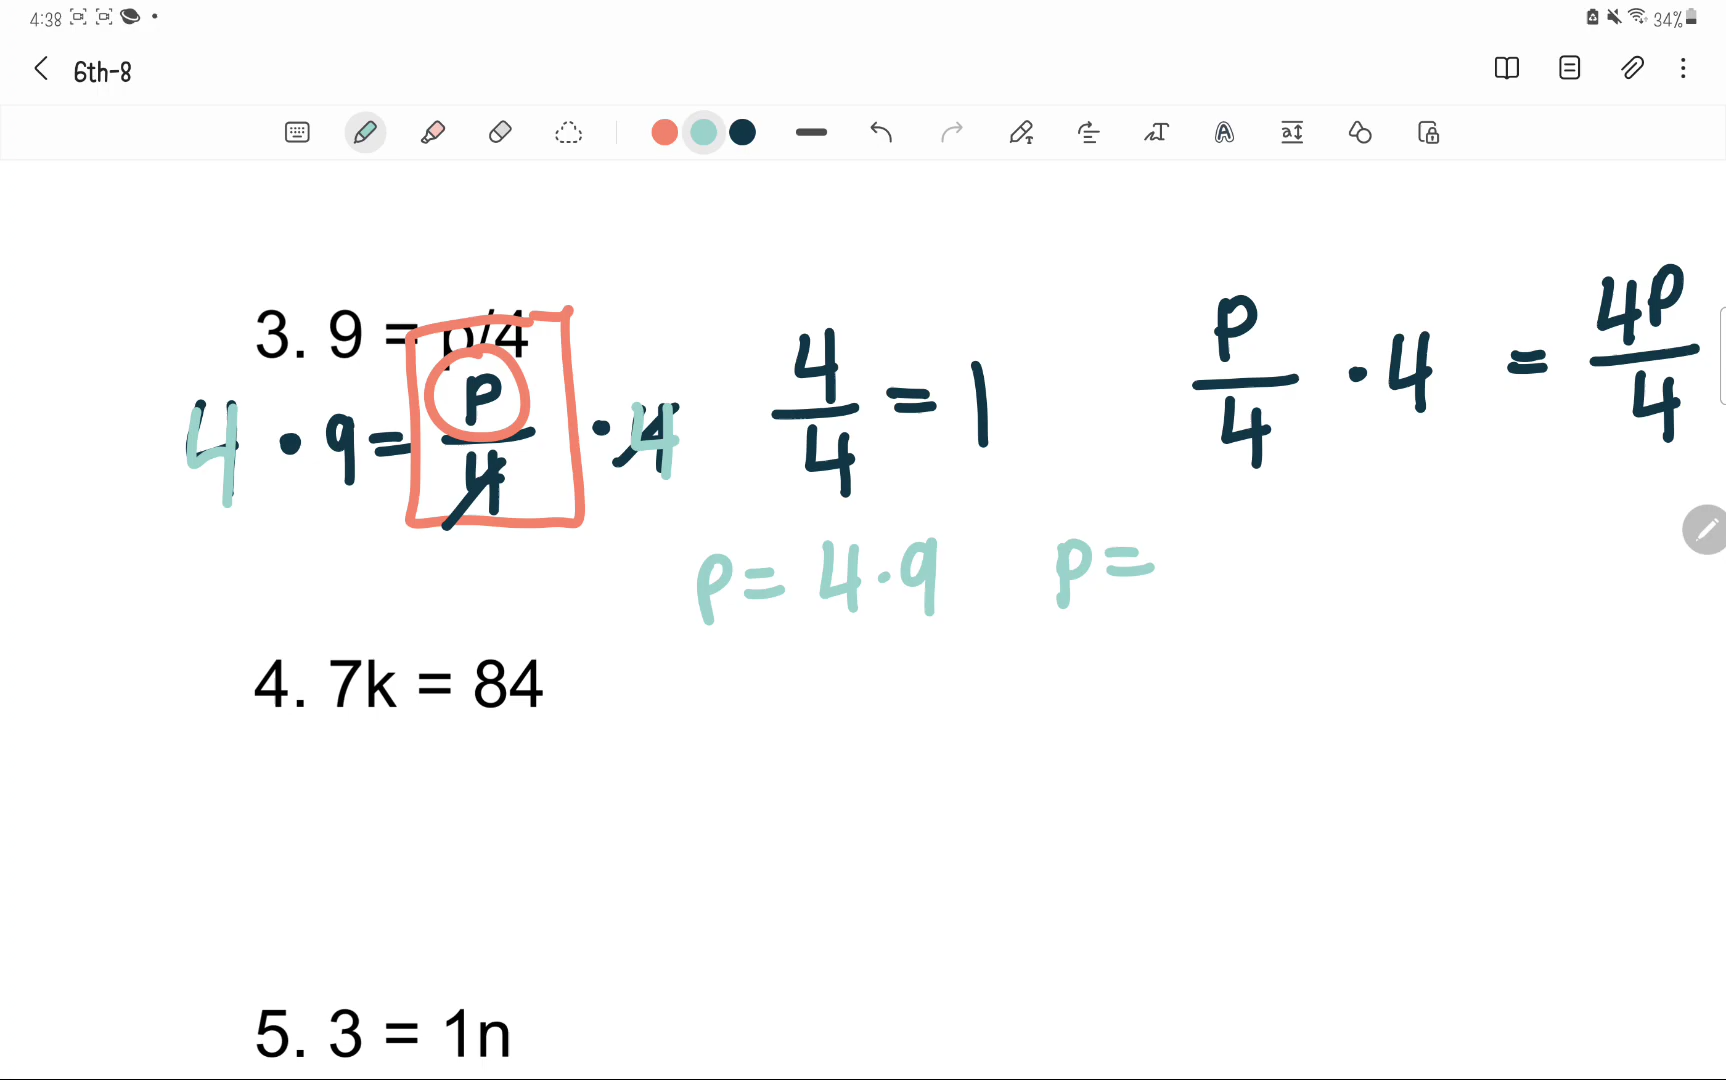 4:38 34%
6th-8
3. 9 = p/4
4 · 9 = p/4 · 4
4/4 = 1
p/4 · 4 = 4p/4
p = 4 · 9 p =
4. 7k = 84
5. 3 = 1n